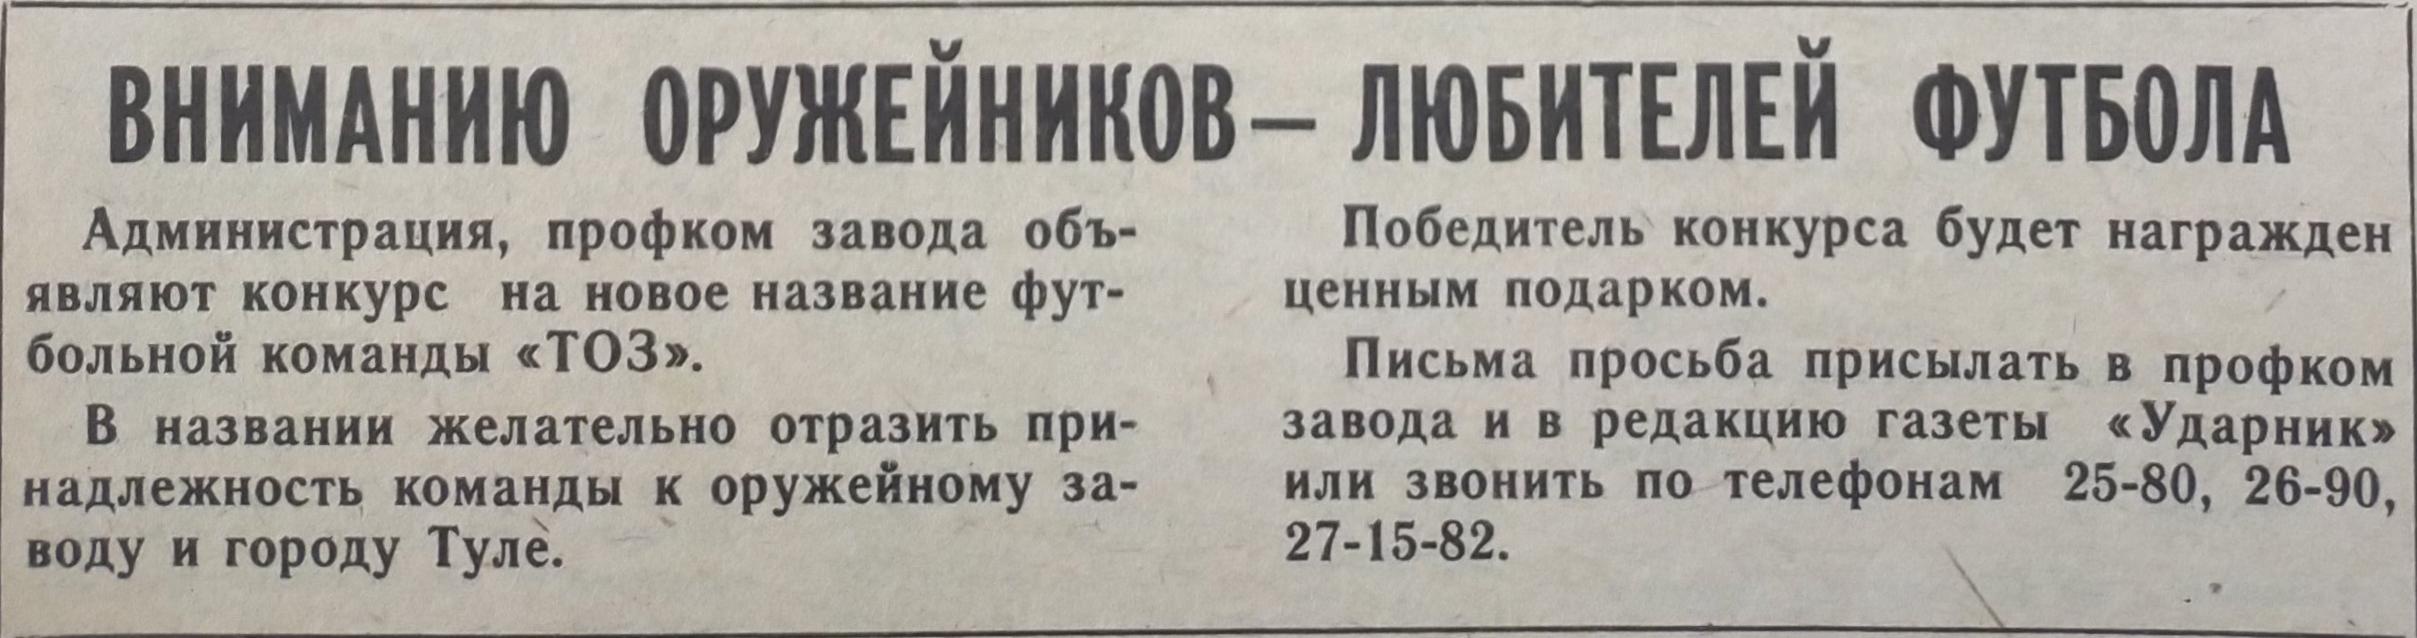 ВНИМАНИЮ ОРУЖЕЙНИКОВ — ЛЮБИТЕЛЕЙ ФУТБОЛА
Администрация, профком завода объ-
являют конкурс на новое название фут-
больной команды «ТОЗ».
В названии желательно отразить при-
надлежность команды к оружейному за-
воду и городу Туле.
Победитель конкурса будет награжден
ценным подарком.
Письма просьба присылать в профком
завода и в редакцию газеты «Ударник»
или звонить по телефонам 25-80, 26-90,
27-15-82.